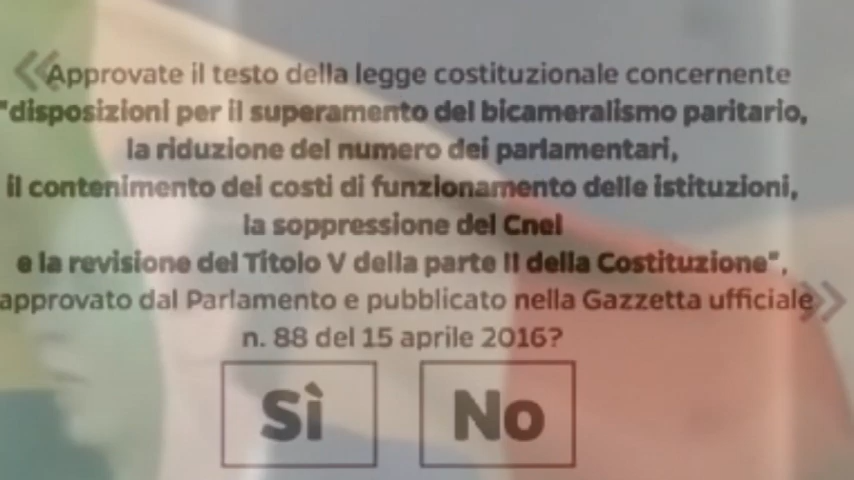 «Approvate il testo della legge costituzionale concernente
"disposizioni per il superamento del bicameralismo paritario,
la riduzione del numero dei parlamentari,
il contenimento dei costi di funzionamento delle istituzioni,
la soppressione del Cnel
e la revisione del Titolo V della parte II della Costituzione",
approvato dal Parlamento e pubblicato nella Gazzetta ufficiale»
n. 88 del 15 aprile 2016?
Sì No